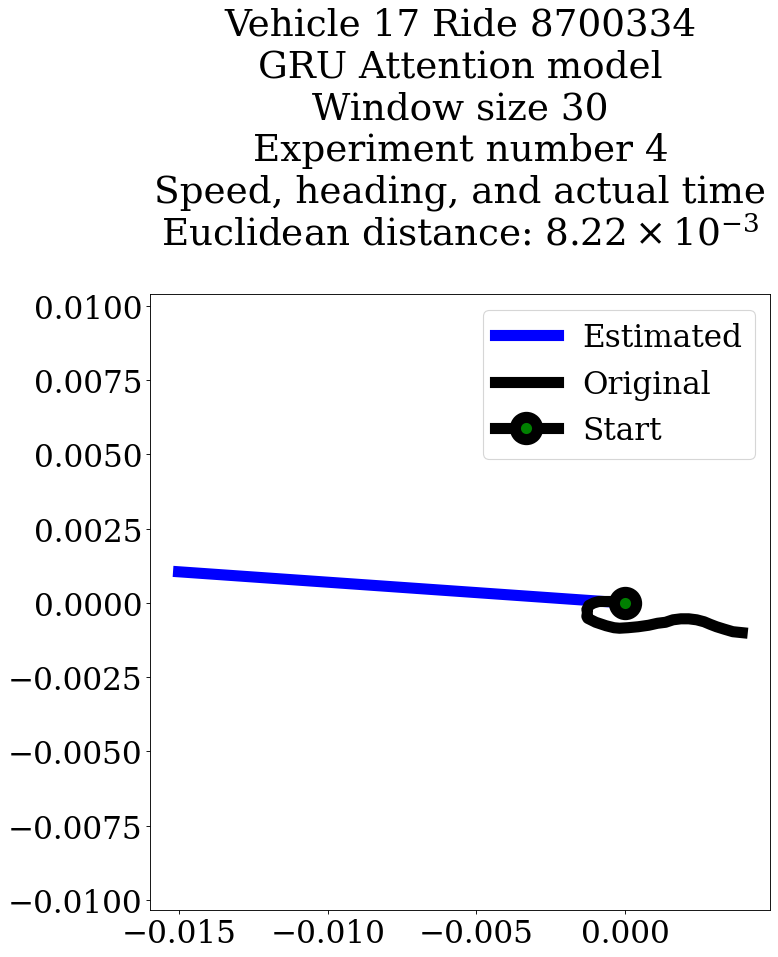 Vehicle 17 Ride 8700334
GRU Attention model
Window size 30
Experiment number 4
Speed, heading, and actual time
Euclidean distance: 8.22 × 10⁻³
0.0100
0.0075
0.0050
0.0025
0.0000
−0.0025
−0.0050
−0.0075
−0.0100
Estimated
Original
Start
−0.015
−0.010
−0.005
0.000